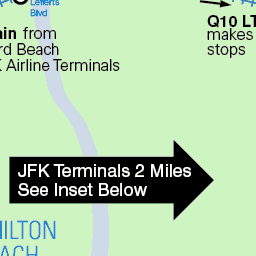 Lefferts
Blvd
ain from
rd Beach
K Airline Terminals
Q10 LT
makes
stops
JFK Terminals 2 Miles
See Inset Below
MILTON
EACH